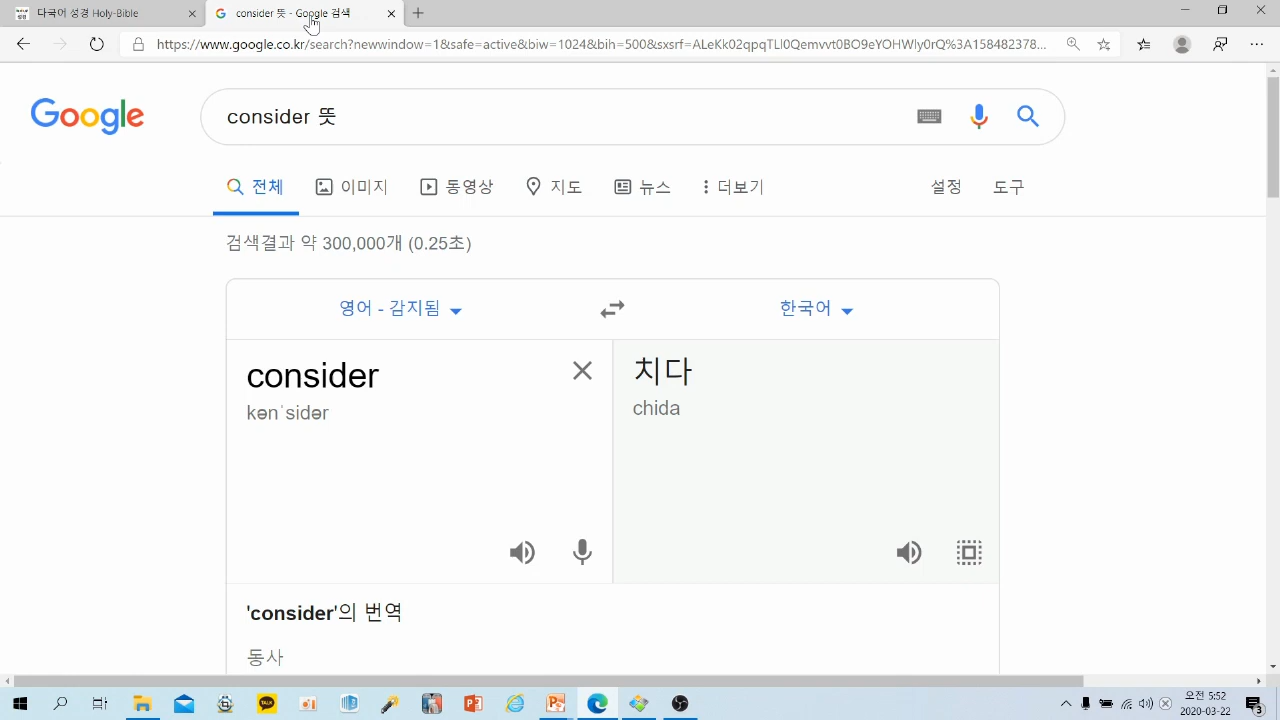 다국어 성경 Holy-Bible
consider 뜻 - Google 검색
https://www.google.co.kr/search?newwindow=1&safe=active&biw=1024&bih=500&sxsrf=ALeKk02qpqTLl0Qemvvt0BO9eYOHWly0rQ%3A158482378...
Google
consider 뜻
전체 이미지 동영상 지도 뉴스 더보기 설정 도구
검색결과 약 300,000개 (0.25초)
영어 - 감지됨 한국어
consider 치다
kənˈsidər chida
'consider'의 번역
동사
TALK
오전 5:52
2020-03-22
3